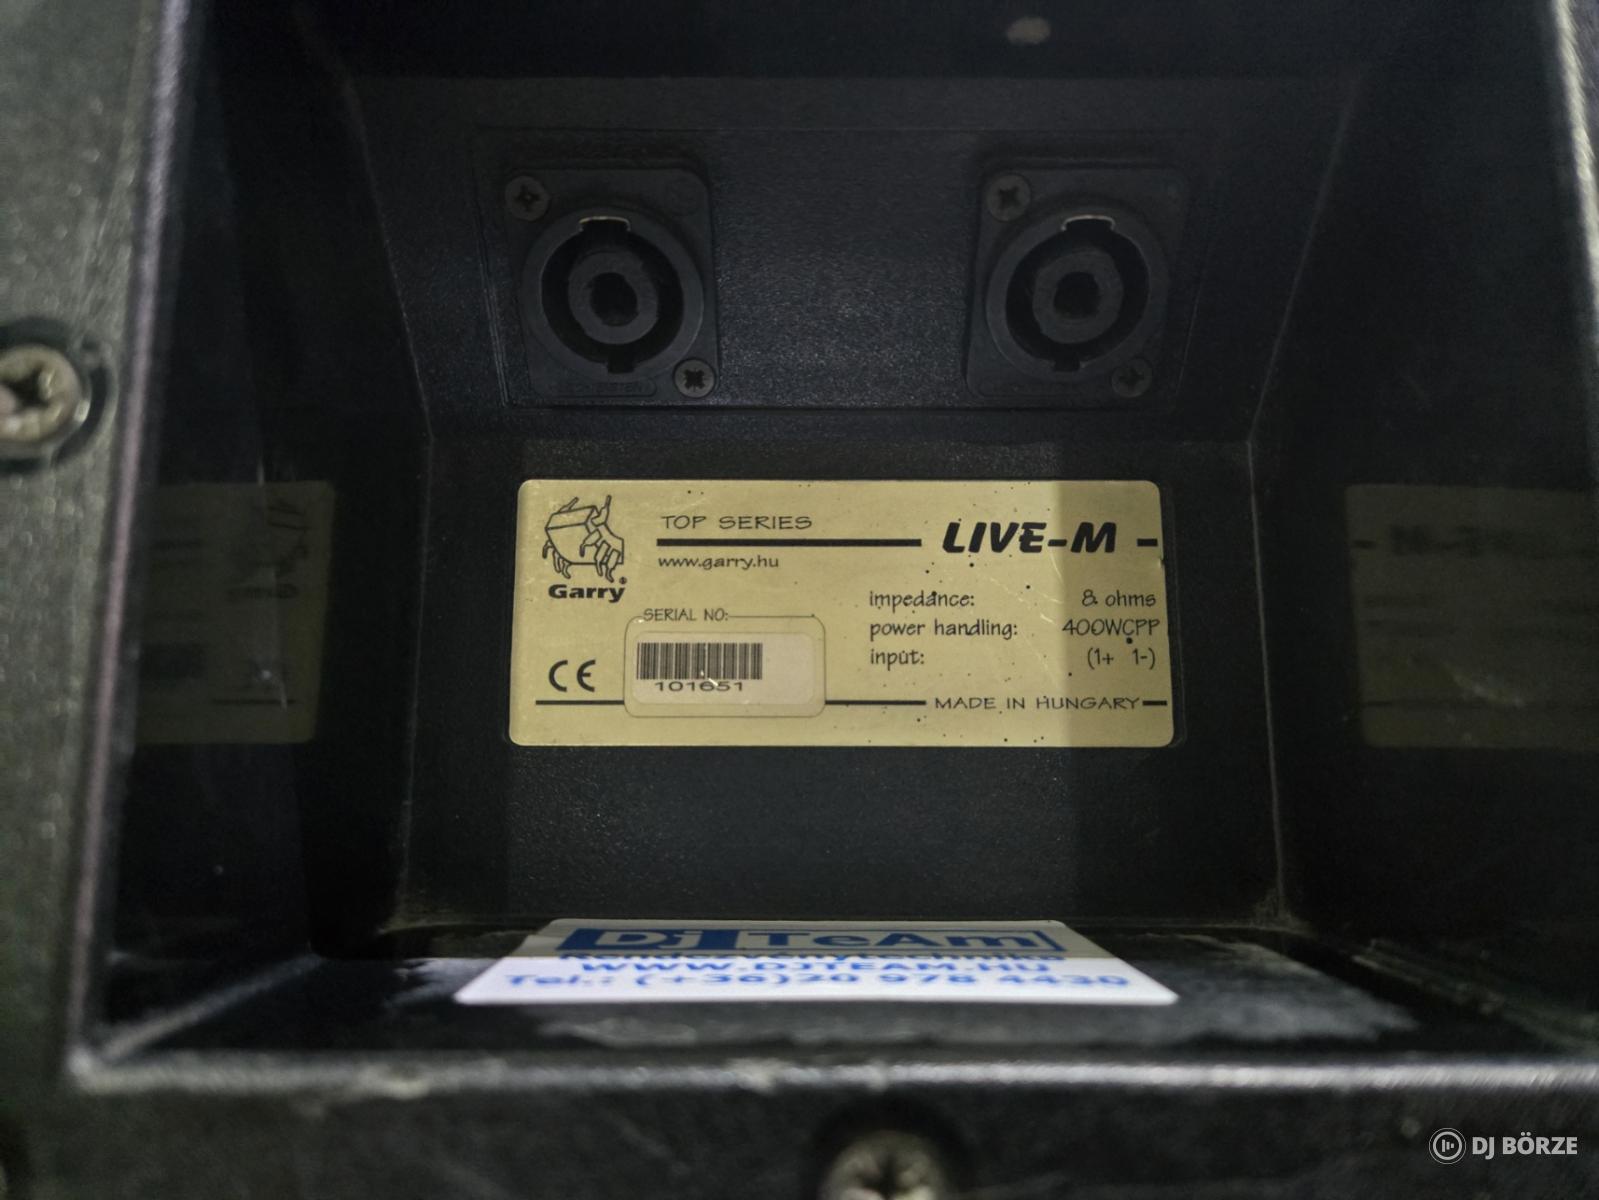 TOP SERIES
LIVE-M
www.garry.hu
Garry®
impedance: 8 ohms
power handling: 400WCPP
input: (1+ 1-)
SERIAL NO:
101651
CE
MADE IN HUNGARY
Dj TeAm
Rendezvénytechnika
www.DJTEAM.HU
Tel.: (+36)20 978 4430
DJ BÖRZE